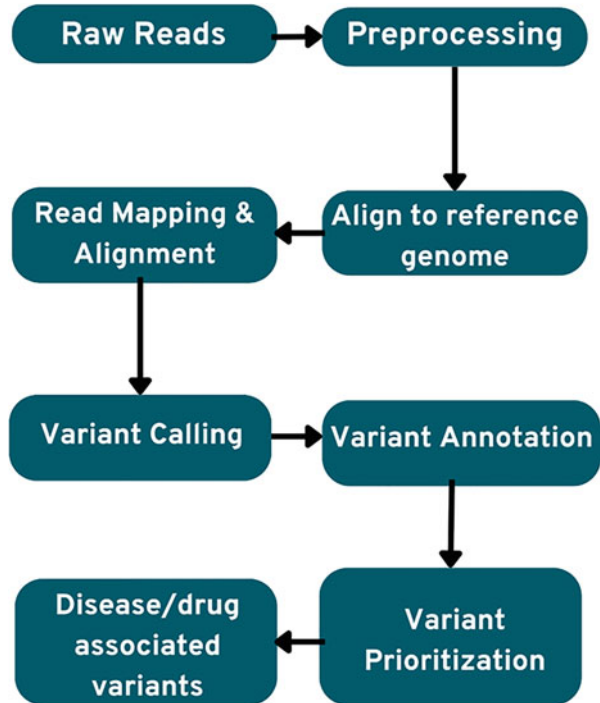 Raw Reads
Preprocessing
Align to reference
genome
Read Mapping &
Alignment
Variant Calling
Variant Annotation
Variant
Prioritization
Disease/drug
associated
variants